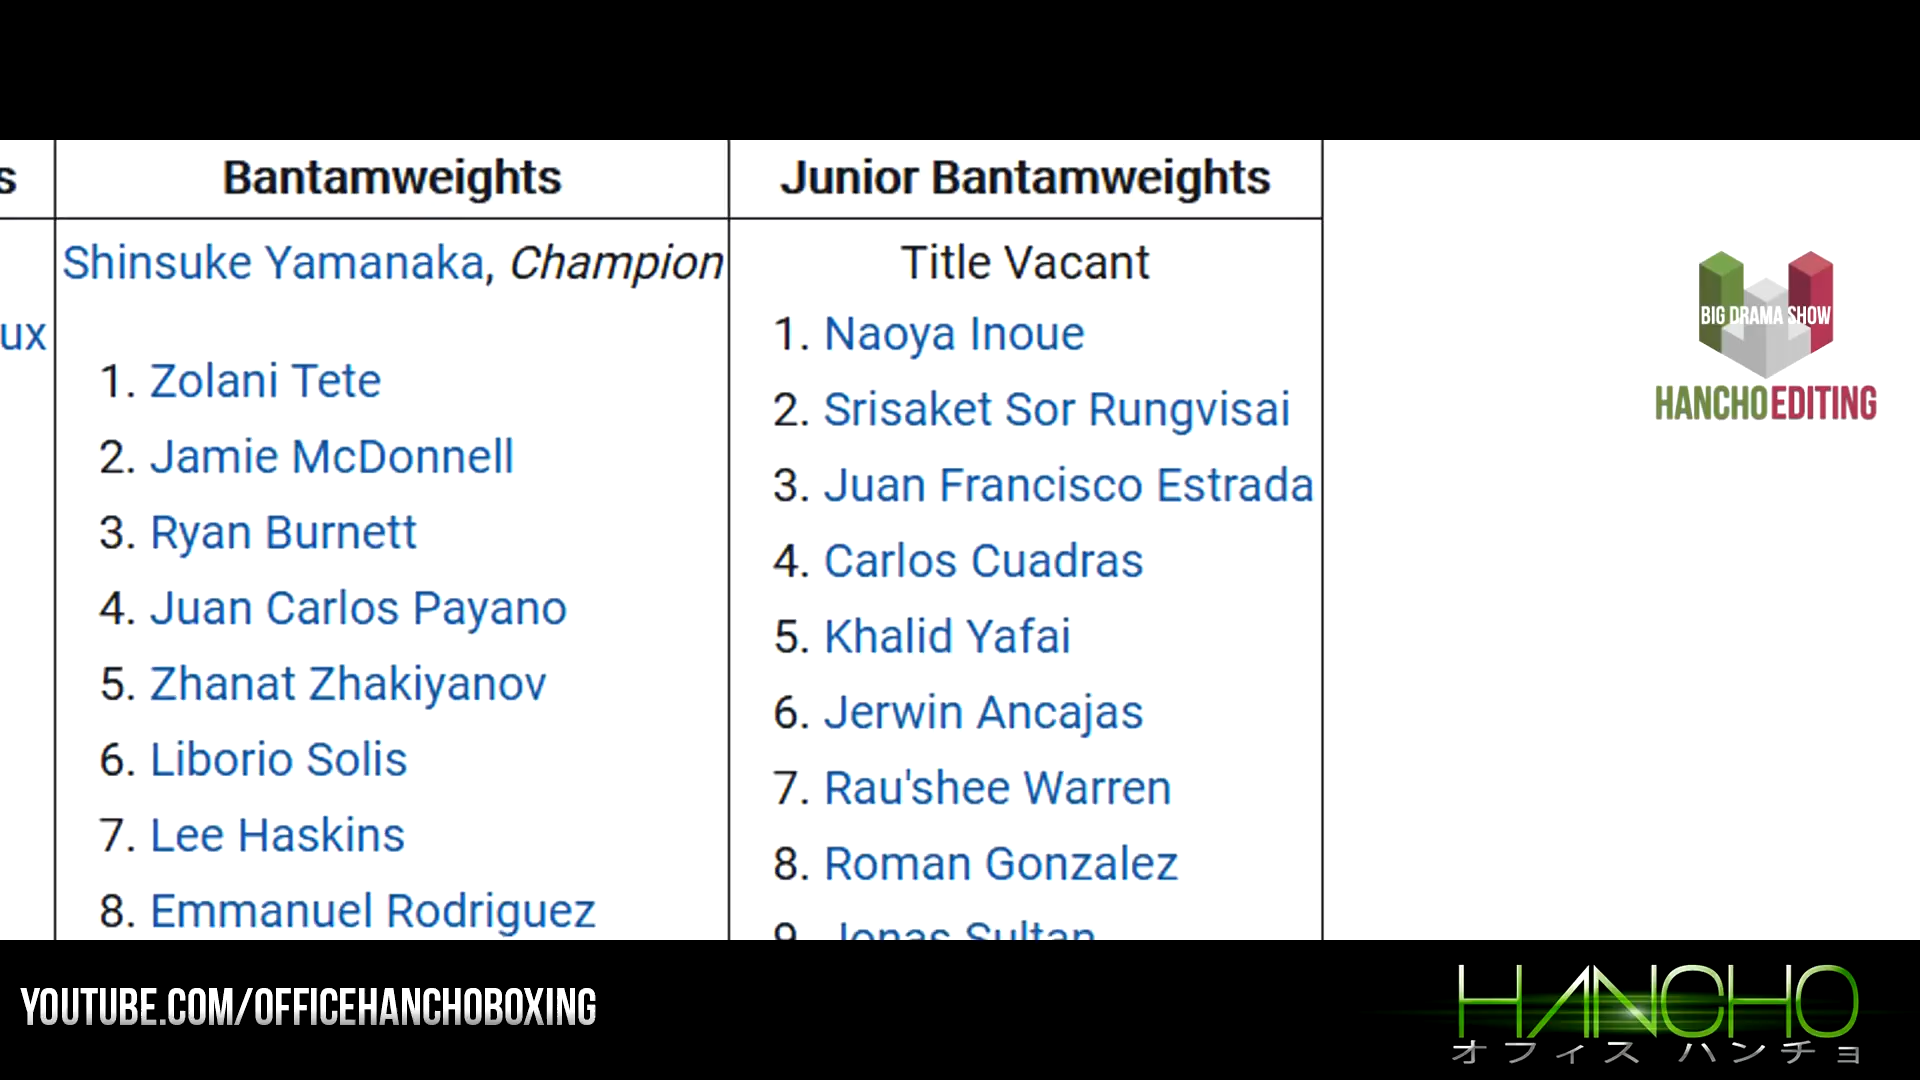 s
Bantamweights
Shinsuke Yamanaka, Champion
ux
1. Zolani Tete
2. Jamie McDonnell
3. Ryan Burnett
4. Juan Carlos Payano
5. Zhanat Zhakiyanov
6. Liborio Solis
7. Lee Haskins
8. Emmanuel Rodriguez
Junior Bantamweights
Title Vacant
1. Naoya Inoue
2. Srisaket Sor Rungvisai
3. Juan Francisco Estrada
4. Carlos Cuadras
5. Khalid Yafai
6. Jerwin Ancajas
7. Rau'shee Warren
8. Roman Gonzalez
9. Jonas Sultan
BIG DRAMA SHOW
HANCHOEDITING
YOUTUBE.COM/OFFICEHANCHOBOXING
HANCHO
オフィス ハンチョ